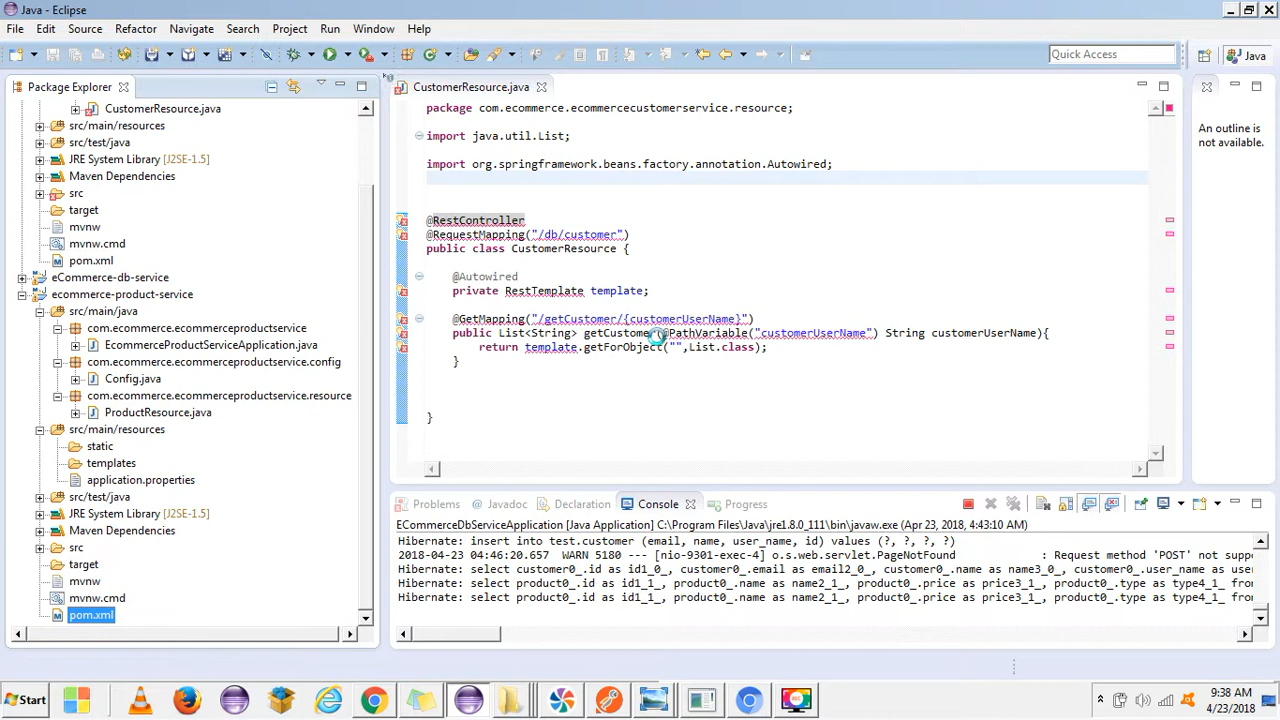 Java - Eclipse
File Edit Source Refactor Navigate Search Project Run Window Help
Quick Access
Java
Package Explorer
CustomerResource.java
src/main/resources
src/test/java
JRE System Library [J2SE-1.5]
Maven Dependencies
src
target
mvnw
mvnw.cmd
pom.xml
eCommerce-db-service
ecommerce-product-service
src/main/java
com.ecommerce.ecommerceproductservice
EcommerceProductServiceApplication.java
com.ecommerce.ecommerceproductservice.config
Config.java
com.ecommerce.ecommerceproductservice.resource
ProductResource.java
src/main/resources
static
templates
application.properties
src/test/java
JRE System Library [J2SE-1.5]
Maven Dependencies
src
target
mvnw
mvnw.cmd
pom.xml
CustomerResource.java
package com.ecommerce.ecommercecustomerservice.resource;
import java.util.List;
import org.springframework.beans.factory.annotation.Autowired;
@RestController
@RequestMapping("/db/customer")
public class CustomerResource {
@Autowired
private RestTemplate template;
@GetMapping("/getCustomer/{customerUserName}")
public List<String> getCustomer @PathVariable("customerUserName") String customerUserName){
return template.getForObject("",List.class);
}
}
An outline is not available.
Problems Javadoc Declaration Console Progress
ECommerceDbServiceApplication [Java Application] C:\Program Files\Java\jre1.8.0_111\bin\javaw.exe (Apr 23, 2018, 4:43:10 AM)
Hibernate: insert into test.customer (email, name, user_name, id) values (?, ?, ?, ?)
2018-04-23 04:46:20.657 WARN 5180 --- [nio-9301-exec-4] o.s.web.servlet.PageNotFound : Request method 'POST' not supp
Hibernate: select customer0_.id as id1_0_, customer0_.email as email2_0_, customer0_.name as name3_0_, customer0_.user_name as user
Hibernate: select product0_.id as id1_1_, product0_.name as name2_1_, product0_.price as price3_1_, product0_.type as type4_1_ from
Hibernate: select product0_.id as id1_1_, product0_.name as name2_1_, product0_.price as price3_1_, product0_.type as type4_1_ from
Start
9:38 AM
4/23/2018